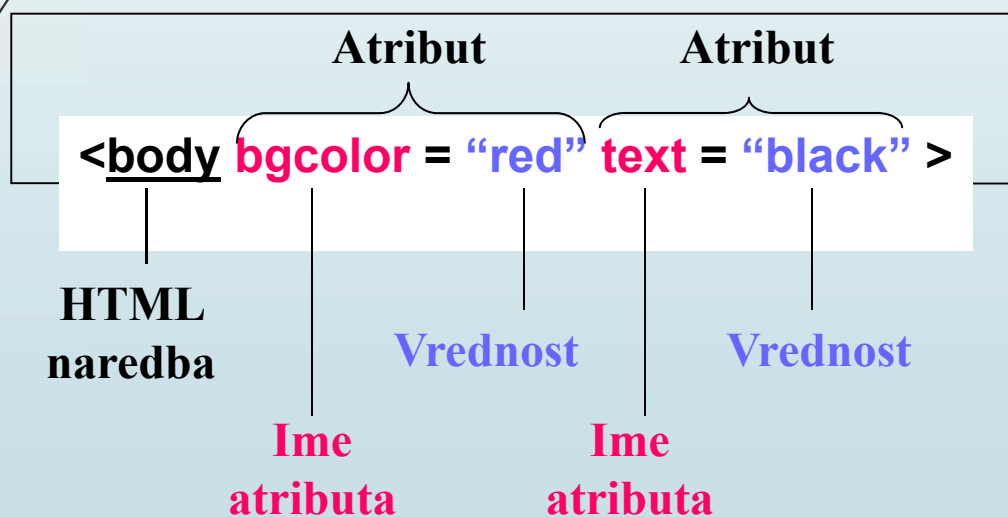 Atribut Atribut
<body bgcolor = “red” text = “black” >
HTML
naredba
Vrednost Vrednost
Ime
atributa
Ime
atributa